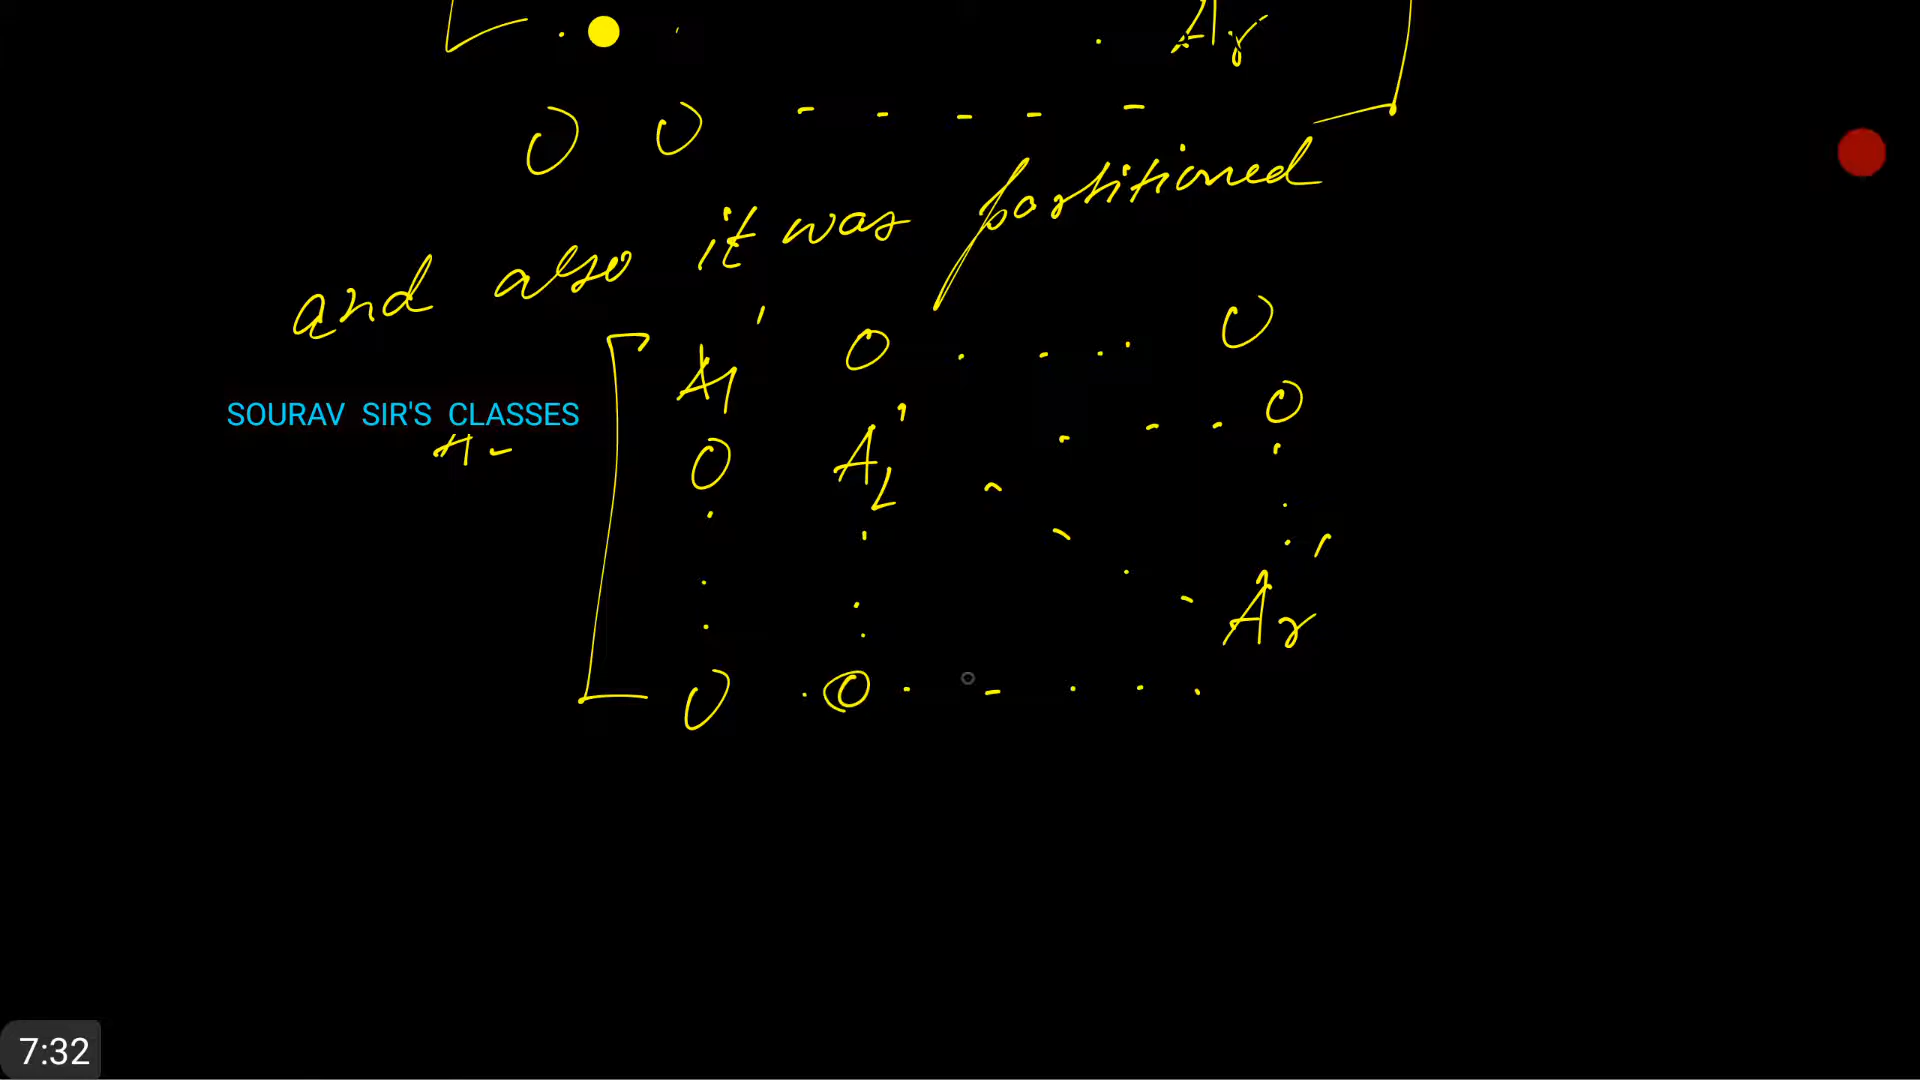 Ar
0 0 - - - - -
and also it was partitioned
A1' 0 . . . . 0
SOURAV SIR'S CLASSES
A -
0 A2' . - - 0
Ar'
0 . 0 . - . . .
7:32